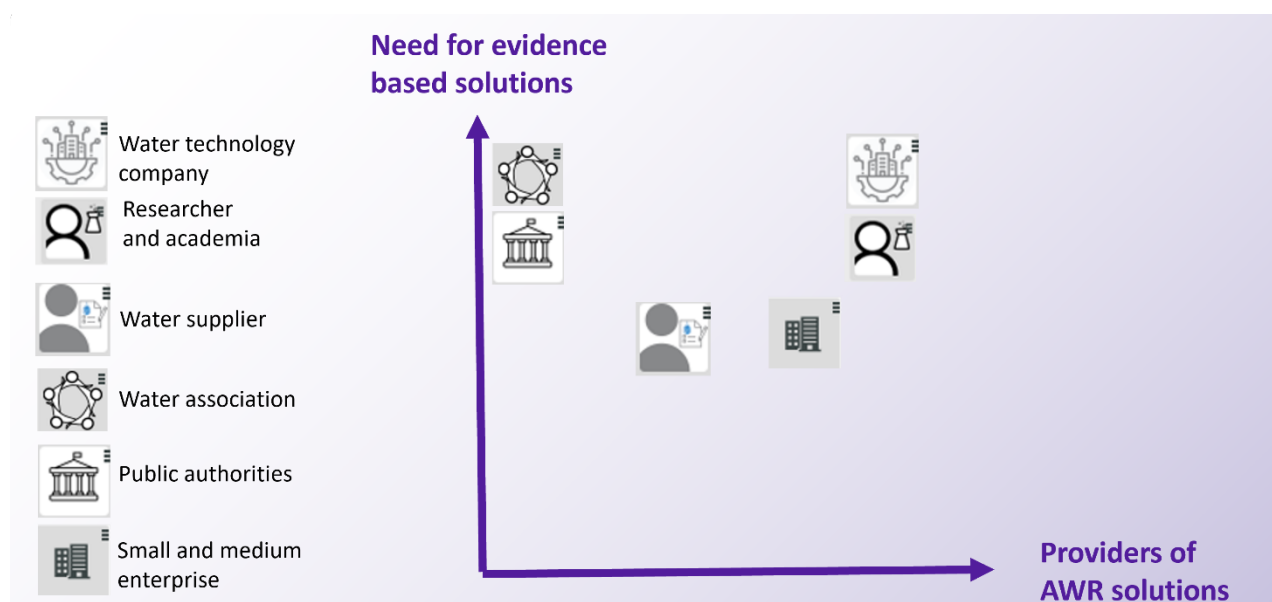 Need for evidence
based solutions
Water technology
company
Researcher
and academia
Water supplier
Water association
Public authorities
Small and medium
enterprise
Providers of
AWR solutions